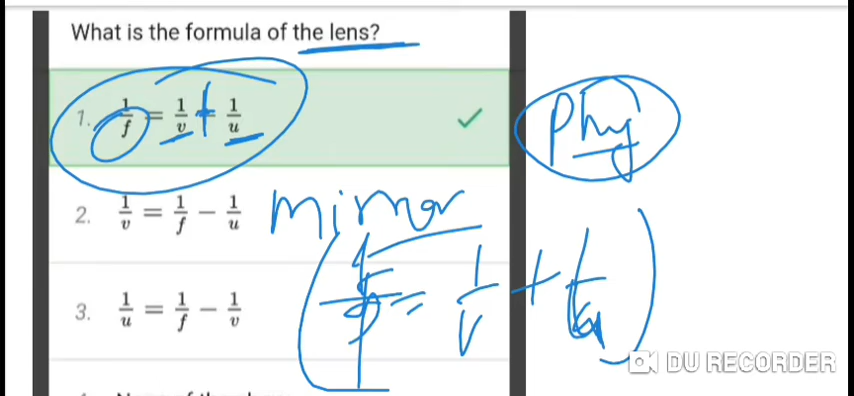 What is the formula of the lens?
1. 1/f = 1/v + 1/u ✓
Phy
2. 1/v = 1/f − 1/u
mirror
3. 1/u = 1/f − 1/v
(1/f = 1/v + 1/u)
DU RECORDER